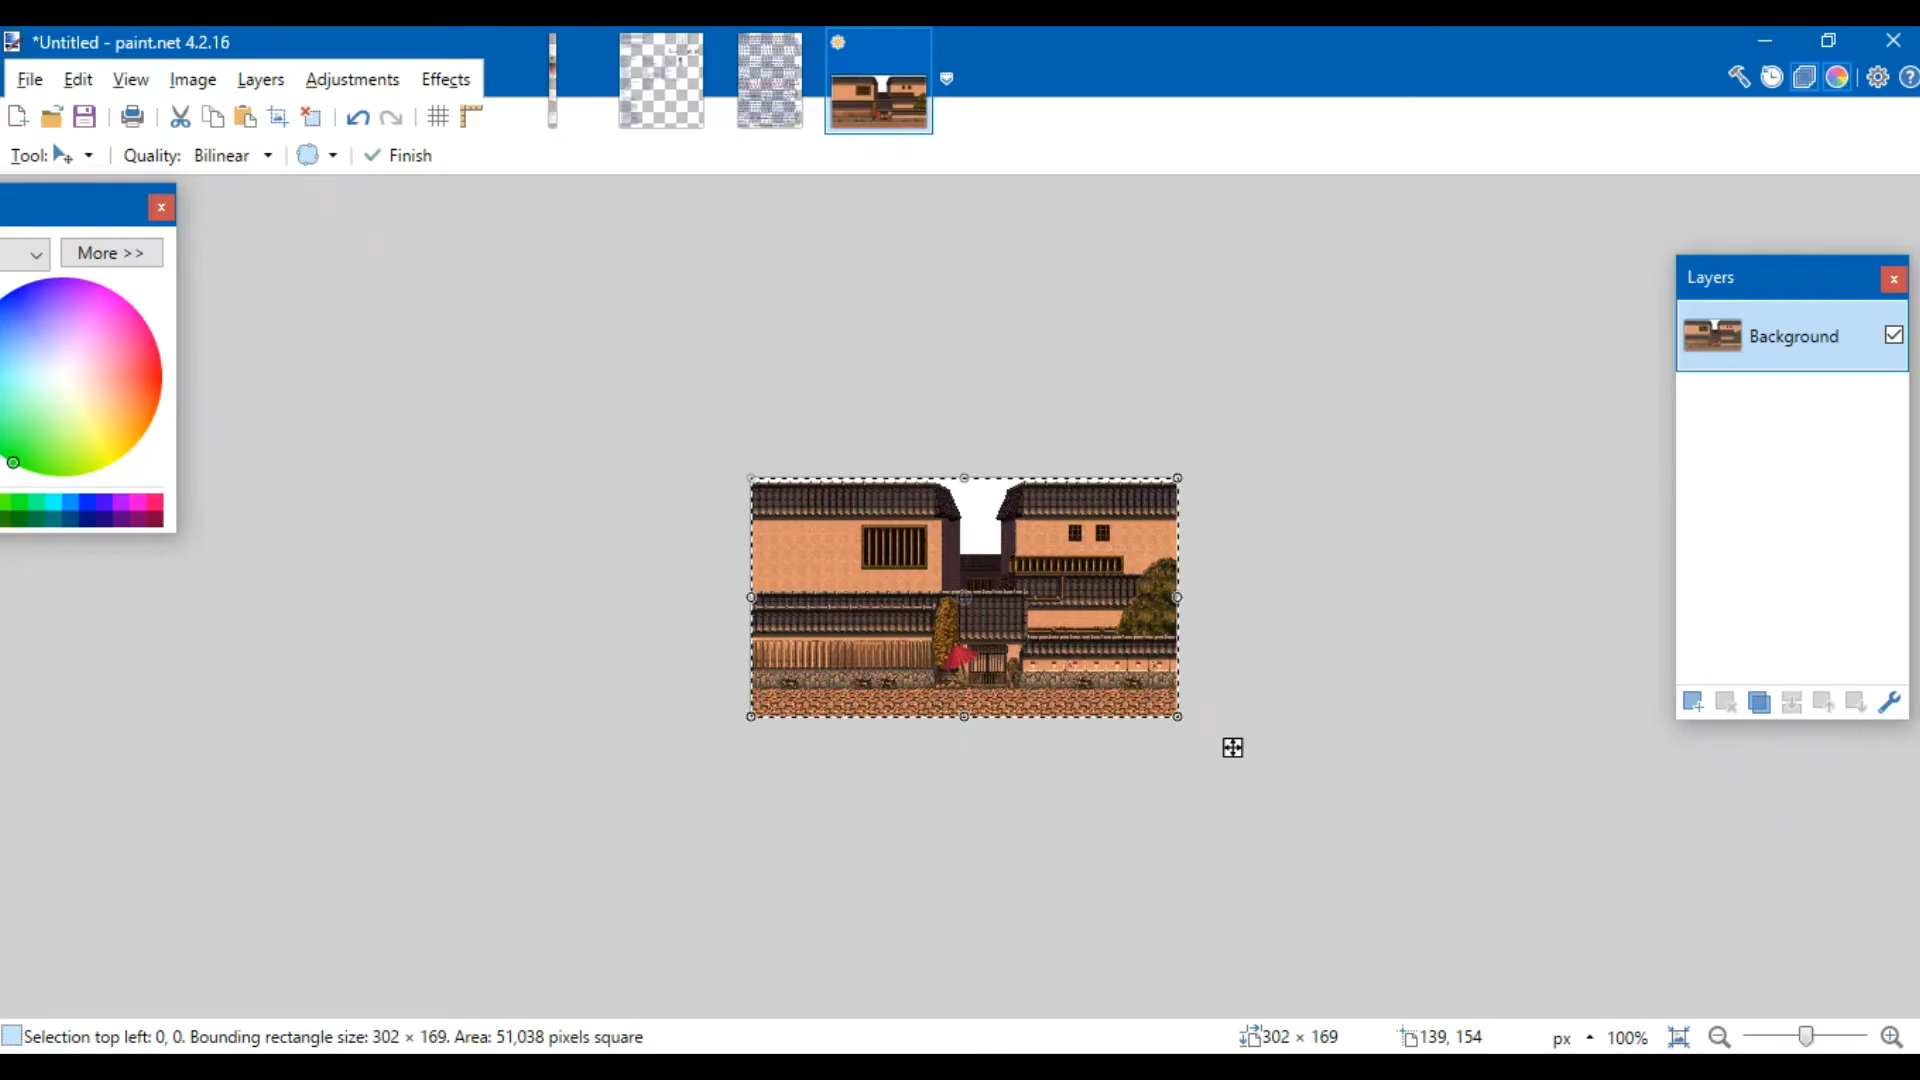 *Untitled - paint.net 4.2.16
File Edit View Image Layers Adjustments Effects
Tool: Quality: Bilinear Finish
More >>
Layers
Background
Selection top left: 0, 0. Bounding rectangle size: 302 × 169. Area: 51,038 pixels square
302 × 169
139, 154
px
100%